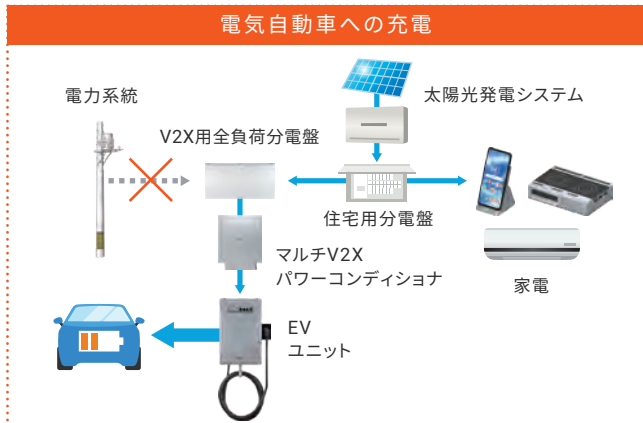 電気自動車への充電
電力系統
太陽光発電システム
V2X用全負荷分電盤
住宅用分電盤
マルチV2X
パワーコンディショナ
家電
EV
ユニット